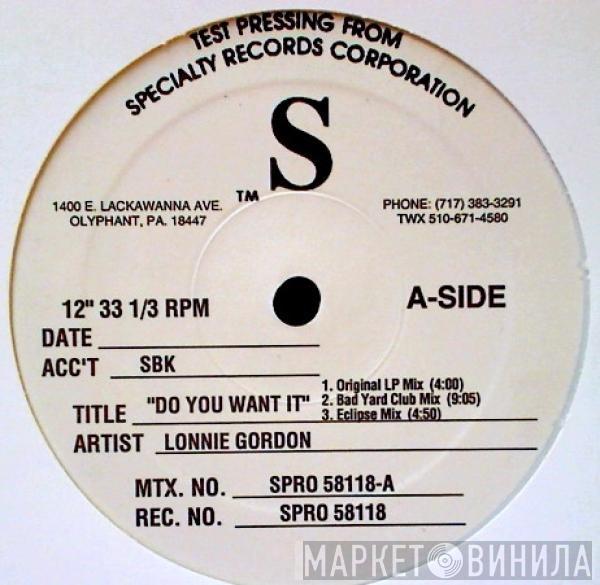 TEST PRESSING FROM
SPECIALTY RECORDS CORPORATION
S
TM
1400 E. LACKAWANNA AVE.
OLYPHANT, PA. 18447
PHONE: (717) 383-3291
TWX 510-671-4580
12" 33 1/3 RPM
A-SIDE
DATE
ACC'T SBK
TITLE "DO YOU WANT IT"
1. Original LP Mix (4:00)
2. Bad Yard Club Mix (9:05)
3. Eclipse Mix (4:50)
ARTIST LONNIE GORDON
MTX. NO. SPRO 58118-A
REC. NO. SPRO 58118
МАРКЕТ ВИНИЛА